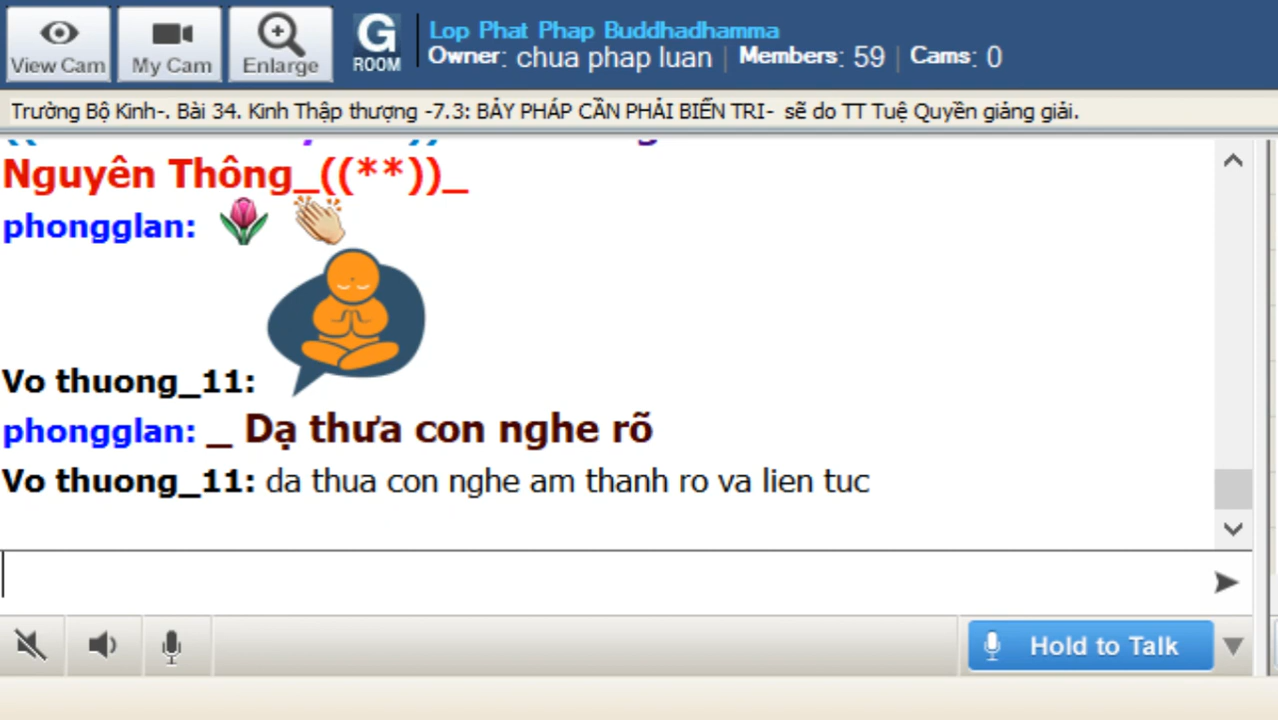 View Cam
My Cam
Enlarge
G
ROOM
Lop Phat Phap Buddhadhamma
Owner: chua phap luan | Members: 59 | Cams: 0
Trường Bộ Kinh-. Bài 34. Kinh Thập thượng -7.3: BẢY PHÁP CẦN PHẢI BIẾN TRI- sẽ do TT Tuệ Quyền giảng giải.
Nguyên Thông_((**))_
phongglan:
Vo thuong_11:
phongglan: _ Dạ thưa con nghe rõ
Vo thuong_11: da thua con nghe am thanh ro va lien tuc
Hold to Talk